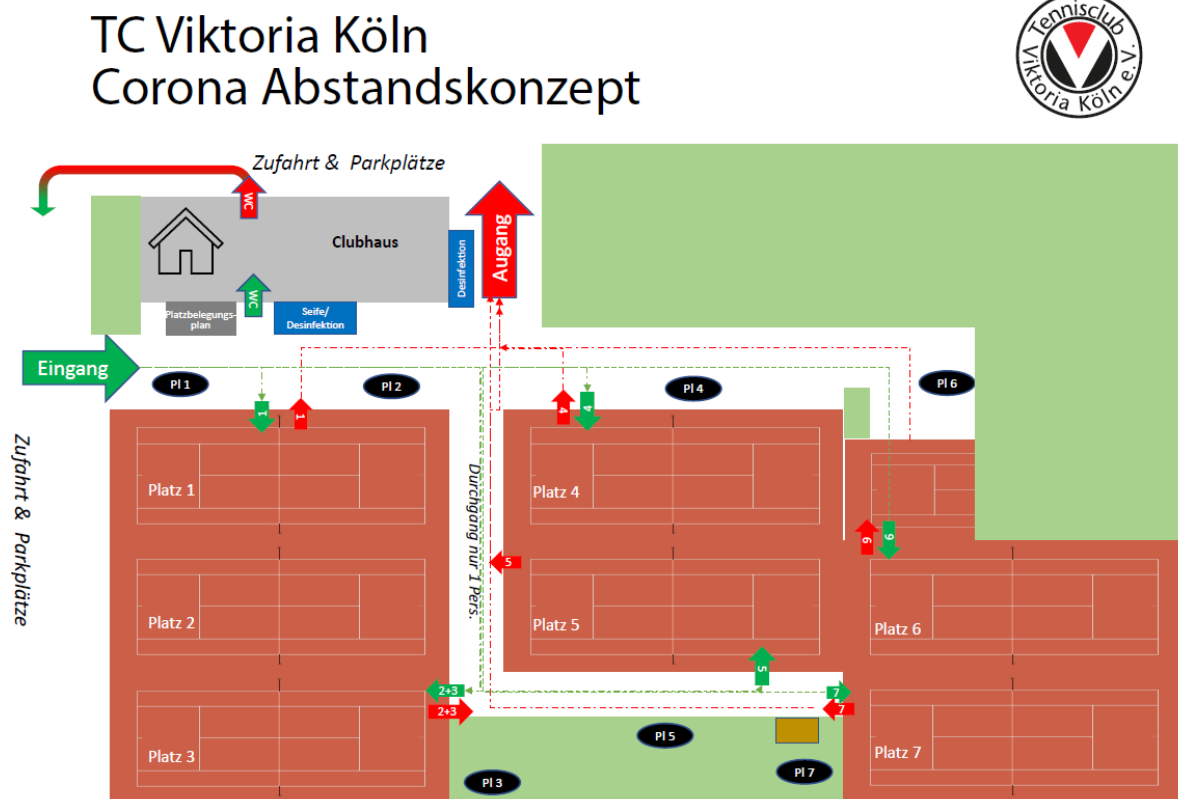 TC Viktoria Köln
Corona Abstandskonzept
Tennisclub
Viktoria Köln e.V.
Zufahrt & Parkplätze
WC
Clubhaus
Desinfektion
Augang
WC
Platzbelegungs-
plan
Seife/
Desinfektion
Eingang
Pl 1
Pl 2
Pl 4
Pl 6
1
1
4
4
Zufahrt & Parkplätze
Durchgang nur 1 Pers.
Platz 1
Platz 4
6
6
5
Platz 2
Platz 5
Platz 6
5
2+3
7
2+3
7
Platz 3
Pl 5
Platz 7
Pl 3
Pl 7